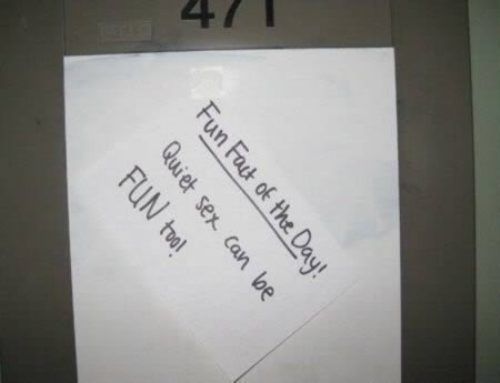 471
Fun Fact of the Day!
Quiet sex can be
FUN too!